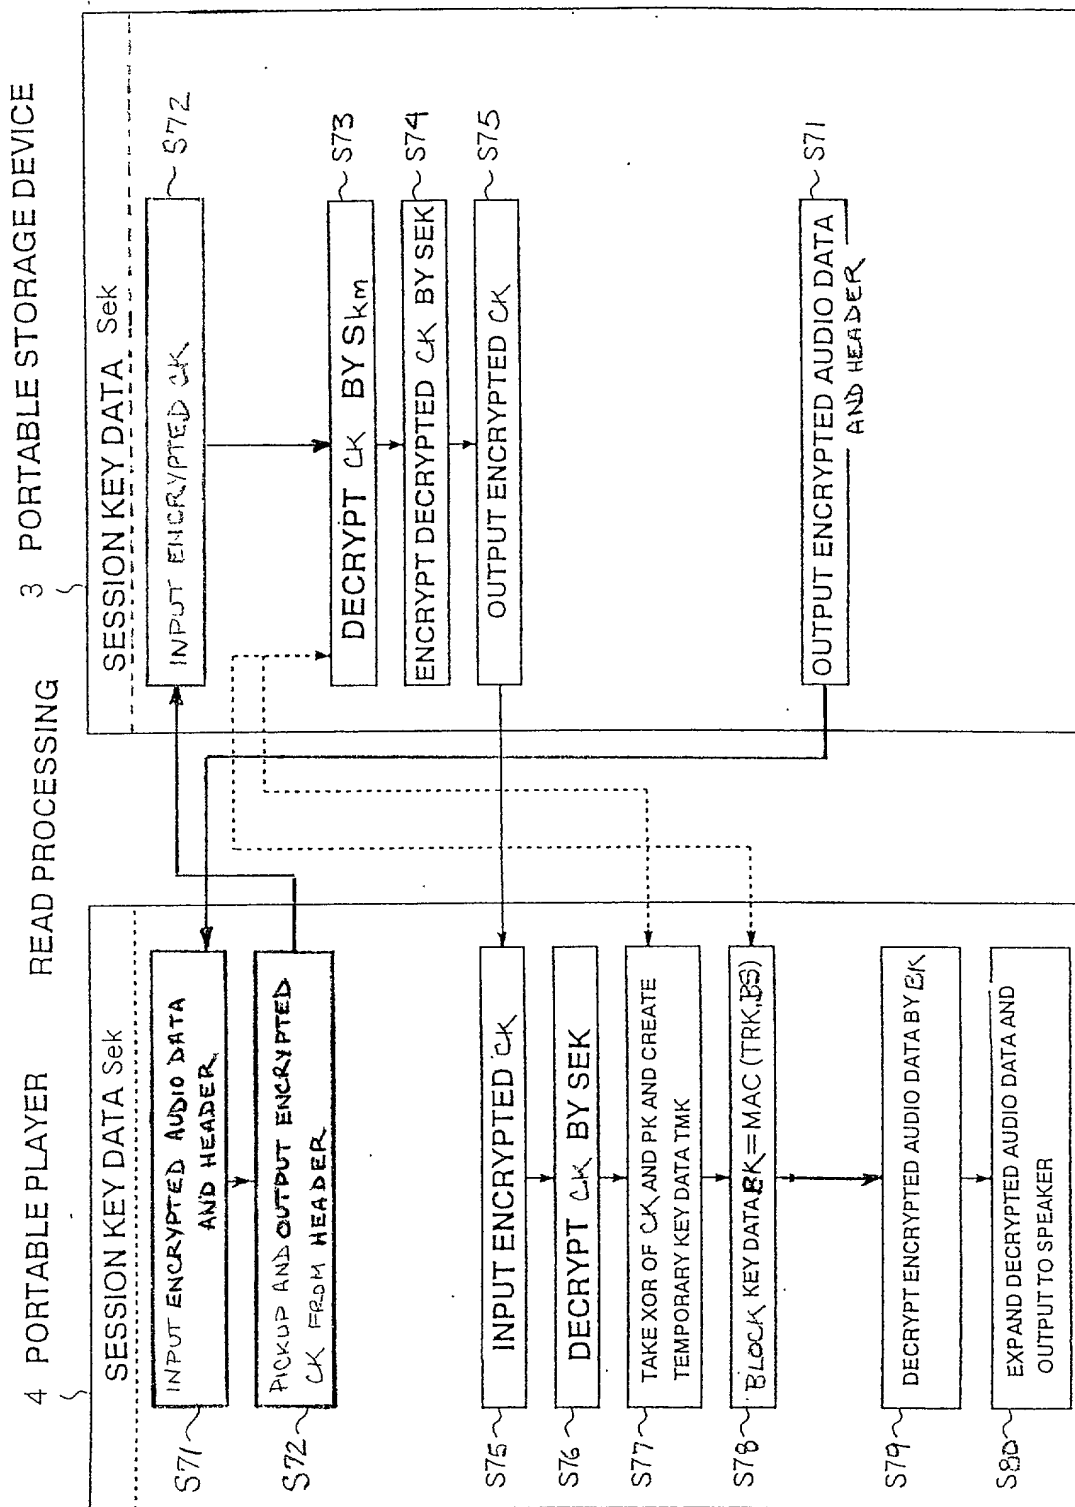 4 PORTABLE PLAYER
READ PROCESSING
3 PORTABLE STORAGE DEVICE
SESSION KEY DATA Sek
INPUT ENCRYPTED AUDIO DATA
AND HEADER
S71
PICKUP AND OUTPUT ENCRYPTED
CK FROM HEADER
S72
INPUT ENCRYPTED CK
S75
DECRYPT CK BY SEK
S76
TAKE XOR OF CK AND PK AND CREATE
TEMPORARY KEY DATA TMK
S77
BLOCK KEY DATA BK=MAC (TRK,BS)
S78
DECRYPT ENCRYPTED AUDIO DATA BY BK
S79
EXPAND DECRYPTED AUDIO DATA AND
OUTPUT TO SPEAKER
S80
SESSION KEY DATA Sek
INPUT ENCRYPTED CK
S72
DECRYPT CK BY Skm
S73
ENCRYPT DECRYPTED CK BY SEK
S74
OUTPUT ENCRYPTED CK
S75
OUTPUT ENCRYPTED AUDIO DATA
AND HEADER
S71